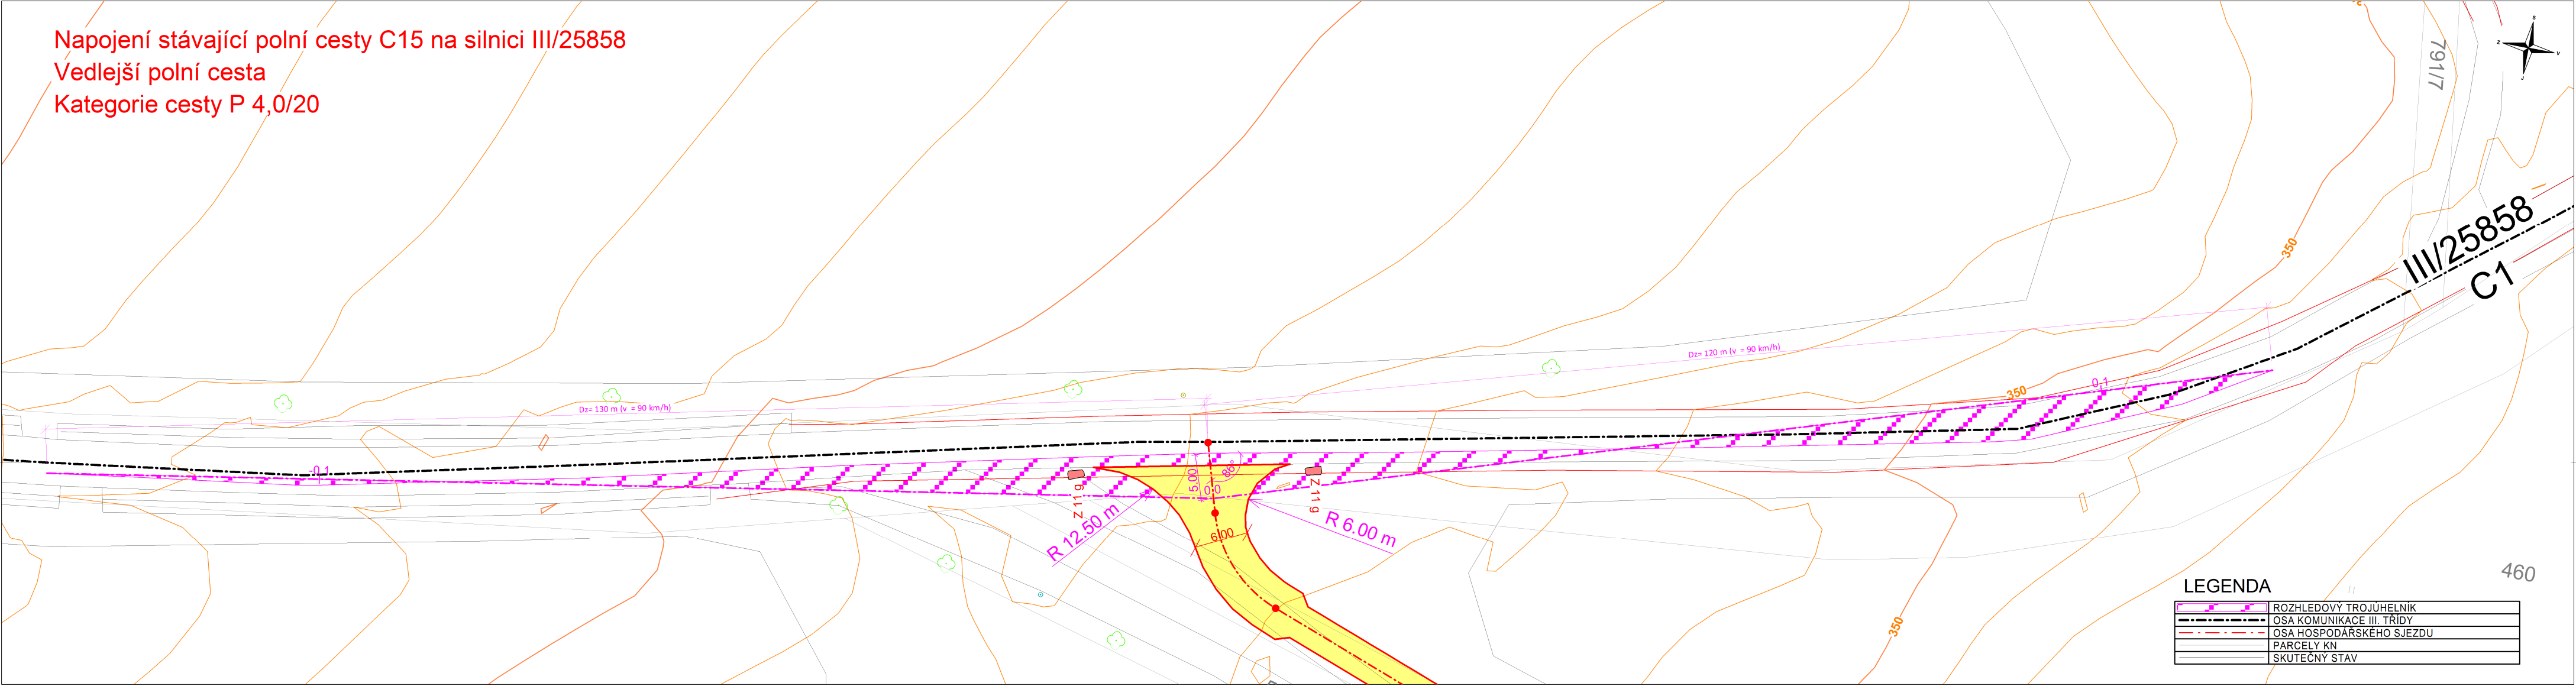 Napojení stávající polní cesty C15 na silnici III/25858
Vedlejší polní cesta
Kategorie cesty P 4,0/20
S
Z
V
J
791/7
III/25858
C1
350
350
350
Dz= 120 m (v = 90 km/h)
Dz= 130 m (v = 90 km/h)
0,1
-0,1
5.00
86°
0,0
Z 11 g
Z 11 g
R 12.50 m
R 6.00 m
6.00
460
LEGENDA
ROZHLEDOVÝ TROJÚHELNÍK
OSA KOMUNIKACE III. TŘÍDY
OSA HOSPODÁŘSKÉHO SJEZDU
PARCELY KN
SKUTEČNÝ STAV